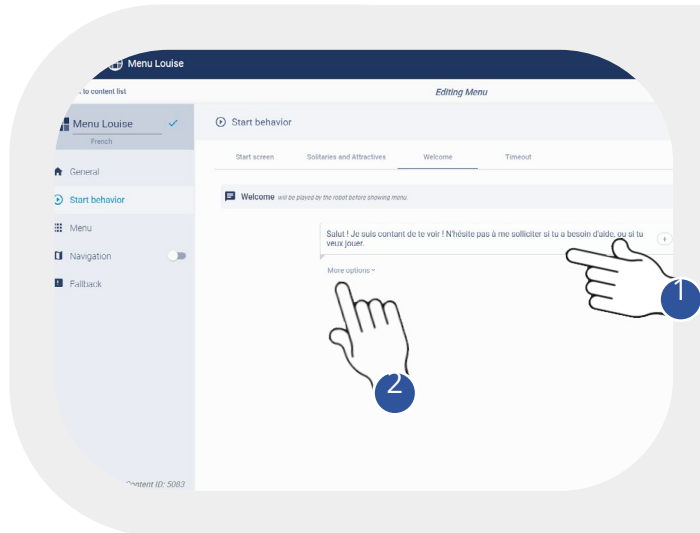 Menu Louise
to content list
Editing Menu
Menu Louise
French
Start behavior
General
Start screen
Solitaries and Attractives
Welcome
Timeout
Start behavior
Welcome will be played by the robot before showing menu.
Menu
Salut ! Je suis contant de te voir ! N'hésite pas à me solliciter si tu a besoin d'aide, ou si tu
veux jouer.
Navigation
More options
Fallback
1
2
Content ID: 5083